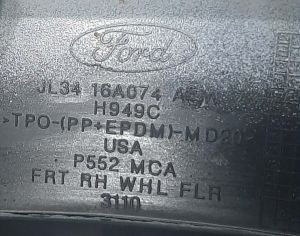 Ford
JL34 16A074
H949C
>TPO-(PP+EPDM)-MD20
USA
P552 MCA
FRT RH WHL FLR
3110